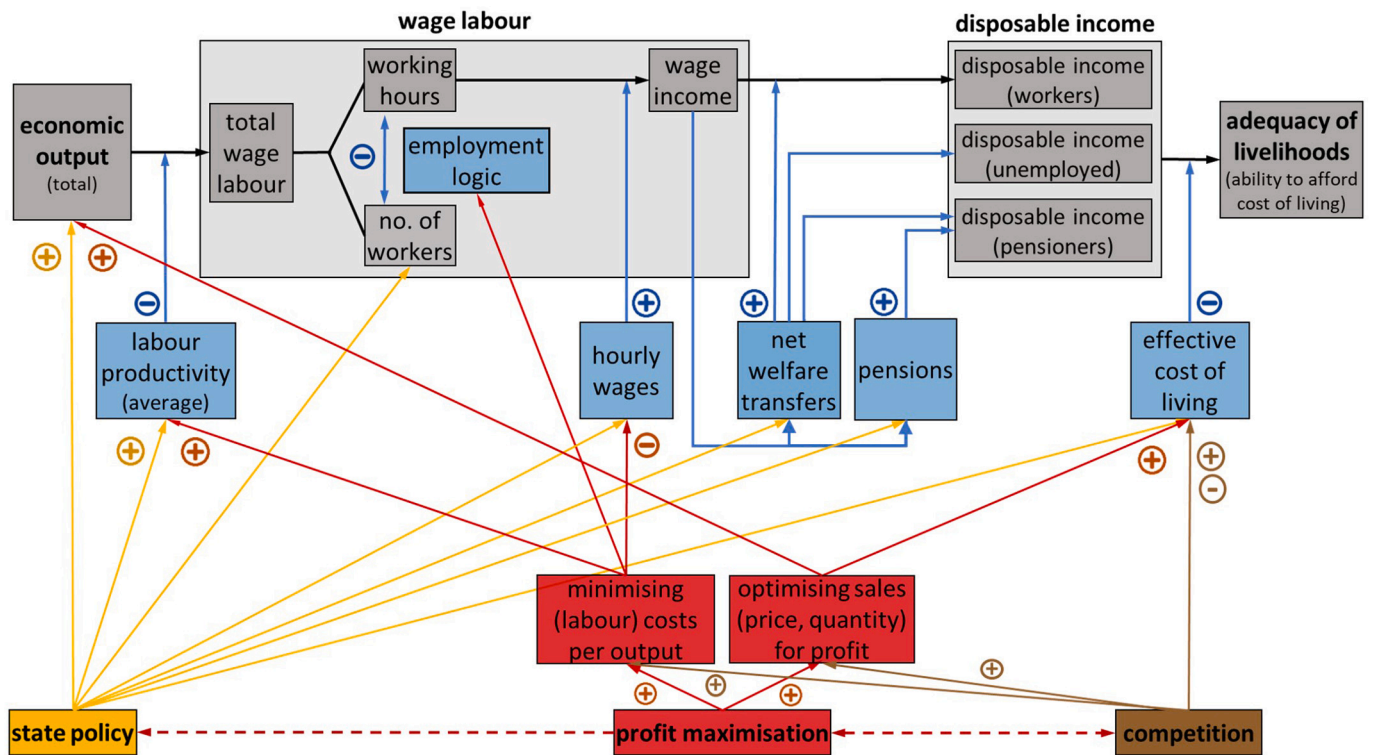 wage labour
disposable income
working
hours
wage
income
disposable income
(workers)
economic
output
(total)
total
wage
labour
⊖
employment
logic
disposable income
(unemployed)
adequacy of
livelihoods
(ability to afford
cost of living)
no. of
workers
disposable income
(pensioners)
⊕
⊕
⊖
⊕
⊕
⊕
⊖
labour
productivity
(average)
hourly
wages
net
welfare
transfers
pensions
effective
cost of
living
⊕
⊕
⊖
⊕
⊕
⊖
minimising
(labour) costs
per output
optimising sales
(price, quantity)
for profit
⊕
⊕
⊕
⊕
state policy
profit maximisation
competition